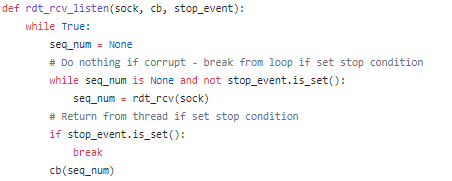 def rdt_rcv_listen(sock, cb, stop_event):
    while True:
        seq_num = None
        # Do nothing if corrupt - break from loop if set stop condition
        while seq_num is None and not stop_event.is_set():
            seq_num = rdt_rcv(sock)
        # Return from thread if set stop condition
        if stop_event.is_set():
            break
        cb(seq_num)